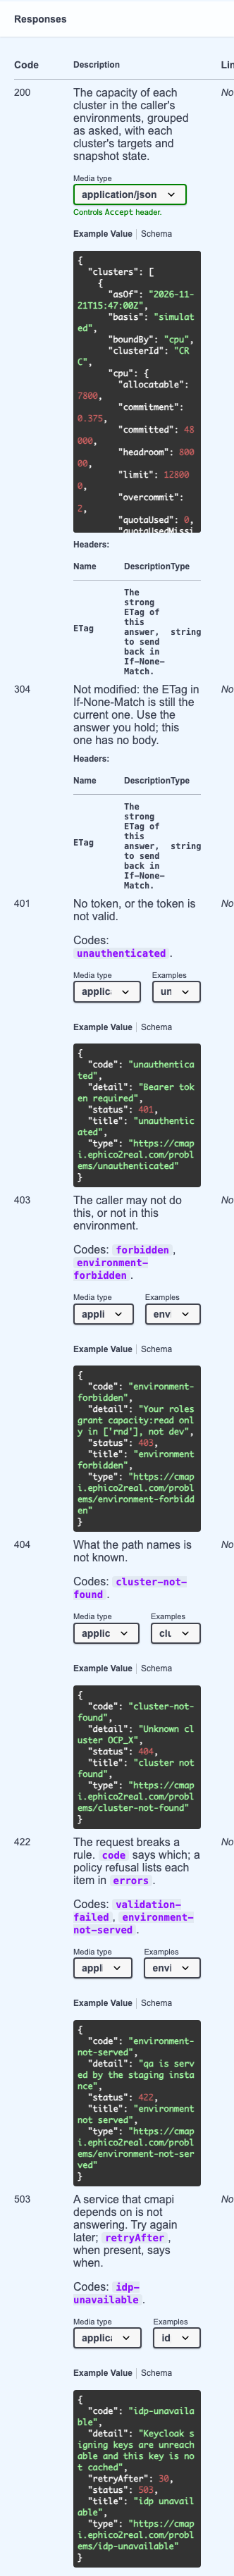 Responses
Code Description Lin
200 The capacity of each
cluster in the caller's
environments, grouped
as asked, with each
cluster's targets and
snapshot state.
No
Media type
application/json
Controls Accept header.
Example Value Schema
{
"clusters": [
{
"asOf": "2026-11-
21T15:47:00Z",
"basis": "simulat
ed",
"boundBy": "cpu",
"clusterId": "CR
C",
"cpu": {
"allocatable":
7800,
"commitment":
0.375,
"committed": 48
000,
"headroom": 800
00,
"limit": 12800
0,
"overcommit":
2,
"quotaUsed": 0,
"quotaUsedMissi
Headers:
Name Description Type
ETag The
strong
ETag of
this
answer,
to send
back in
If-None-
Match.
string
304 Not modified: the ETag in
If-None-Match is still the
current one. Use the
answer you hold; this
one has no body.
No
Headers:
Name Description Type
ETag The
strong
ETag of
this
answer,
to send
back in
If-None-
Match.
string
401 No token, or the token is
not valid.
No
Codes:
unauthenticated .
Media type Examples
applica un
Example Value Schema
{
"code": "unauthentica
ted",
"detail": "Bearer tok
en required",
"status": 401,
"title": "unauthentic
ated",
"type": "https://cmap
i.ephico2real.com/probl
ems/unauthenticated"
}
403 The caller may not do
this, or not in this
environment.
No
Codes: forbidden ,
environment-
forbidden .
Media type Examples
appli envi
Example Value Schema
{
"code": "environment-
forbidden",
"detail": "Your roles
grant capacity:read onl
y in ['rnd'], not dev",
"status": 403,
"title": "environment
forbidden",
"type": "https://cmap
i.ephico2real.com/probl
ems/environment-forbidd
en"
}
404 What the path names is
not known.
No
Codes: cluster-not-
found .
Media type Examples
applic clu
Example Value Schema
{
"code": "cluster-not-
found",
"detail": "Unknown cl
uster OCP_X",
"status": 404,
"title": "cluster not
found",
"type": "https://cmap
i.ephico2real.com/probl
ems/cluster-not-found"
}
422 The request breaks a
rule. code says which; a
policy refusal lists each
item in errors .
No
Codes: validation-
failed , environment-
not-served .
Media type Examples
appl envi
Example Value Schema
{
"code": "environment-
not-served",
"detail": "qa is serv
ed by the staging insta
nce",
"status": 422,
"title": "environment
not served",
"type": "https://cmap
i.ephico2real.com/probl
ems/environment-not-ser
ved"
}
503 A service that cmapi
depends on is not
answering. Try again
later; retryAfter ,
when present, says
when.
No
Codes: idp-
unavailable .
Media type Examples
applica id
Example Value Schema
{
"code": "idp-unavaila
ble",
"detail": "Keycloak s
igning keys are unreach
able and this key is no
t cached",
"retryAfter": 30,
"status": 503,
"title": "idp unavail
able",
"type": "https://cmap
i.ephico2real.com/probl
ems/idp-unavailable"
}